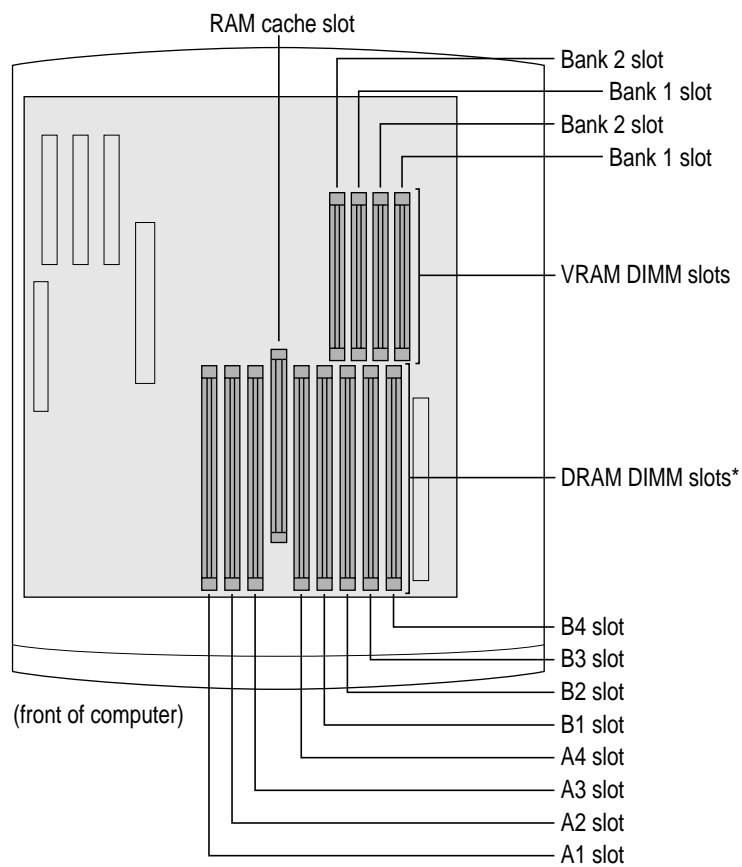 RAM cache slot
Bank 2 slot
Bank 1 slot
Bank 2 slot
Bank 1 slot
VRAM DIMM slots
DRAM DIMM slots*
B4 slot
B3 slot
B2 slot
(front of computer)
B1 slot
A4 slot
A3 slot
A2 slot
A1 slot